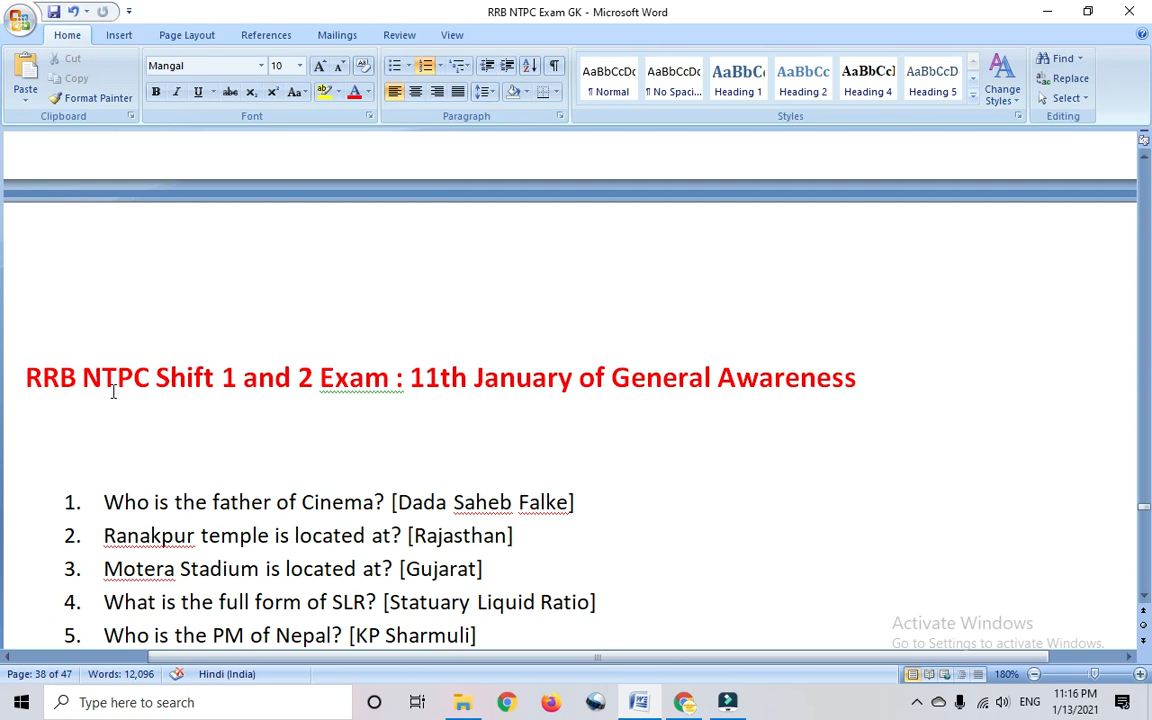 RRB NTPC Exam GK - Microsoft Word
Home Insert Page Layout References Mailings Review View
Paste
Cut
Copy
Format Painter
Clipboard
Mangal 10
B I U abc x₂ x² Aa
Font
Paragraph
AaBbCcDc AaBbCcDc AaBbC AaBbCc AaBbCcI AaBbCcD
¶ Normal ¶ No Spaci... Heading 1 Heading 2 Heading 4 Heading 5
Change Styles
Styles
Find
Replace
Select
Editing
RRB NTPC Shift 1 and 2 Exam : 11th January of General Awareness
1. Who is the father of Cinema? [Dada Saheb Falke]
2. Ranakpur temple is located at? [Rajasthan]
3. Motera Stadium is located at? [Gujarat]
4. What is the full form of SLR? [Statuary Liquid Ratio]
5. Who is the PM of Nepal? [KP Sharmuli]
Activate Windows
Go to Settings to activate Windows.
Page: 38 of 47 Words: 12,096 Hindi (India) 180%
Type here to search
ENG
11:16 PM
1/13/2021